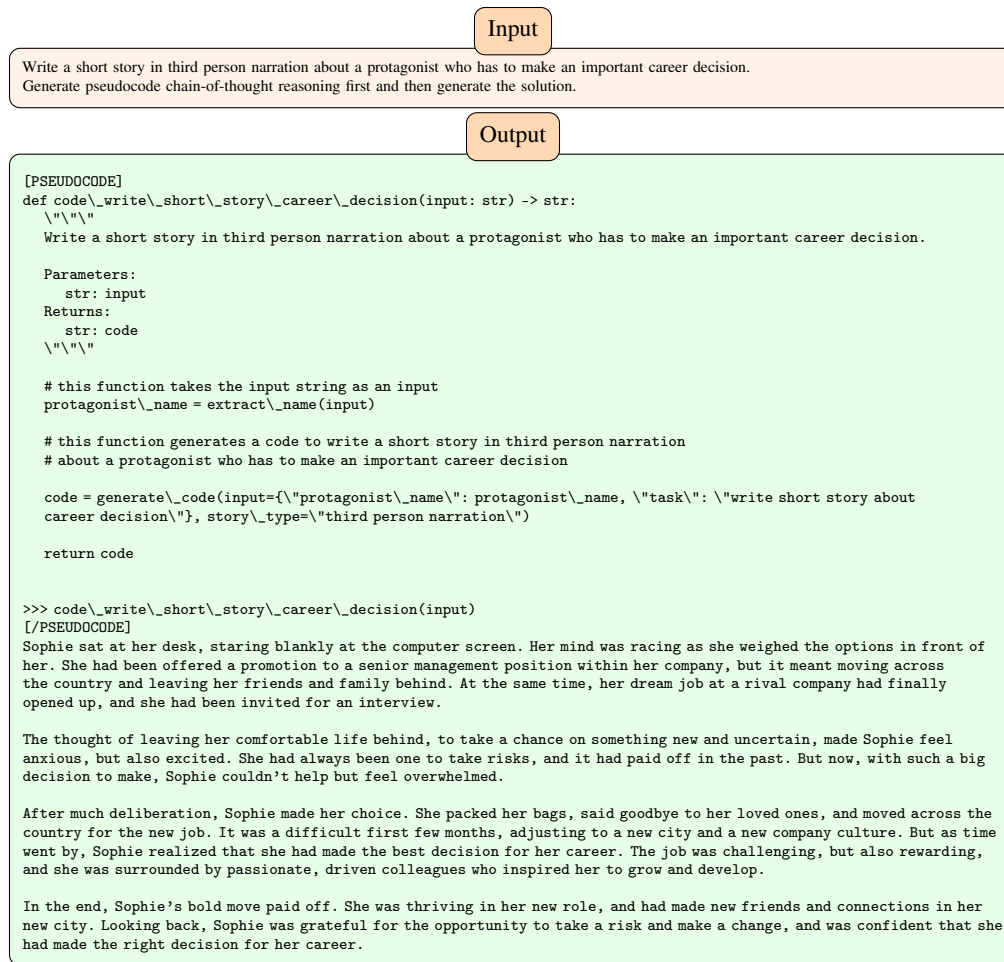 Input
Write a short story in third person narration about a protagonist who has to make an important career decision.
Generate pseudocode chain-of-thought reasoning first and then generate the solution.
Output
[PSEUDOCODE]
def code\_write\_short\_story\_career\_decision(input: str) -> str:
\"\"\"
Write a short story in third person narration about a protagonist who has to make an important career decision.
Parameters:
str: input
Returns:
str: code
\"\"\"
# this function takes the input string as an input
protagonist\_name = extract\_name(input)
# this function generates a code to write a short story in third person narration
# about a protagonist who has to make an important career decision
code = generate\_code(input={\"protagonist\_name\": protagonist\_name, \"task\": \"write short story about
career decision\"}, story\_type=\"third person narration\")
return code
>>> code\_write\_short\_story\_career\_decision(input)
[/PSEUDOCODE]
Sophie sat at her desk, staring blankly at the computer screen. Her mind was racing as she weighed the options in front of
her. She had been offered a promotion to a senior management position within her company, but it meant moving across
the country and leaving her friends and family behind. At the same time, her dream job at a rival company had finally
opened up, and she had been invited for an interview.
The thought of leaving her comfortable life behind, to take a chance on something new and uncertain, made Sophie feel
anxious, but also excited. She had always been one to take risks, and it had paid off in the past. But now, with such a big
decision to make, Sophie couldn't help but feel overwhelmed.
After much deliberation, Sophie made her choice. She packed her bags, said goodbye to her loved ones, and moved across the
country for the new job. It was a difficult first few months, adjusting to a new city and a new company culture. But as time
went by, Sophie realized that she had made the best decision for her career. The job was challenging, but also rewarding,
and she was surrounded by passionate, driven colleagues who inspired her to grow and develop.
In the end, Sophie's bold move paid off. She was thriving in her new role, and had made new friends and connections in her
new city. Looking back, Sophie was grateful for the opportunity to take a risk and make a change, and was confident that she
had made the right decision for her career.